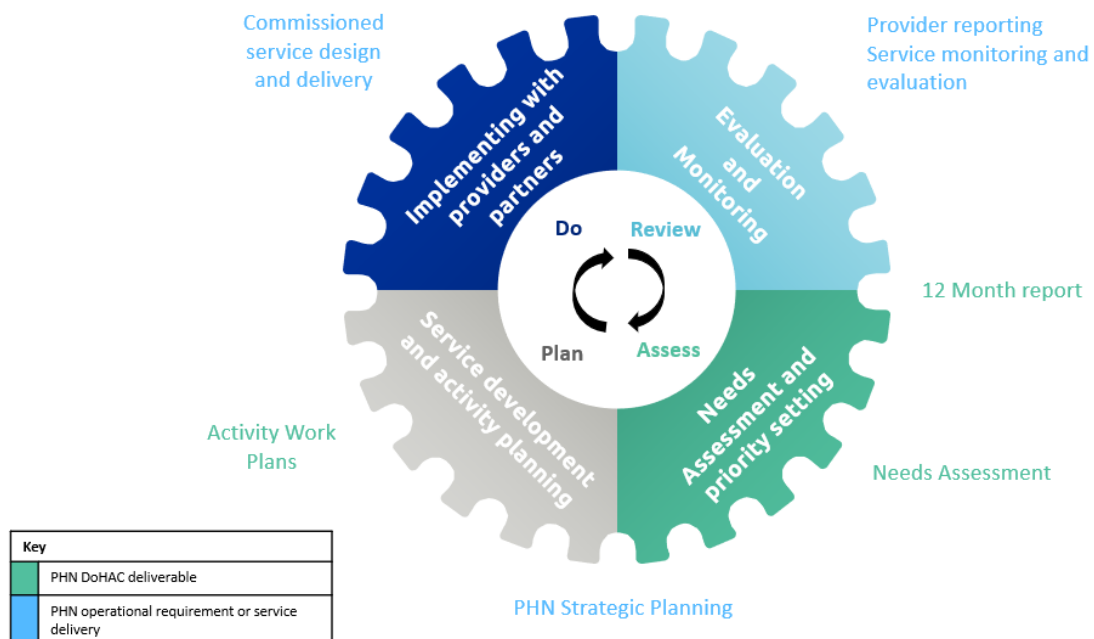 Commissioned
service design
and delivery
Provider reporting
Service monitoring and
evaluation
Implementing with
providers and
partners
Evaluation
and
Monitoring
Do
Review
Plan
Assess
12 Month report
Service development
and activity planning
Needs
Assessment and
priority setting
Activity Work
Plans
Needs Assessment
PHN Strategic Planning
Key
PHN DoHAC deliverable
PHN operational requirement or service
delivery